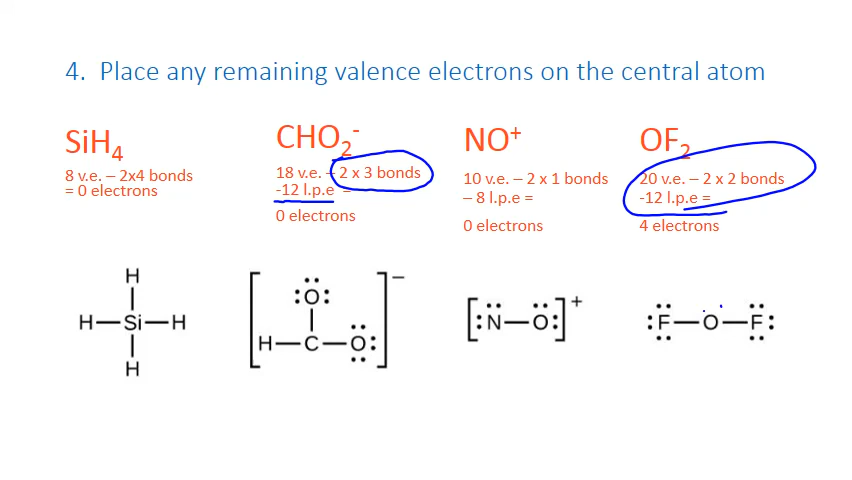 4. Place any remaining valence electrons on the central atom
SiH4
8 v.e. – 2x4 bonds
= 0 electrons
CHO2-
18 v.e. – 2 x 3 bonds
-12 l.p.e =
0 electrons
NO+
10 v.e. – 2 x 1 bonds
– 8 l.p.e =
0 electrons
OF2
20 v.e. – 2 x 2 bonds
-12 l.p.e =
4 electrons
H
H—Si—H
H
[O
H—C—O]–
[N—O]+
F—O—F